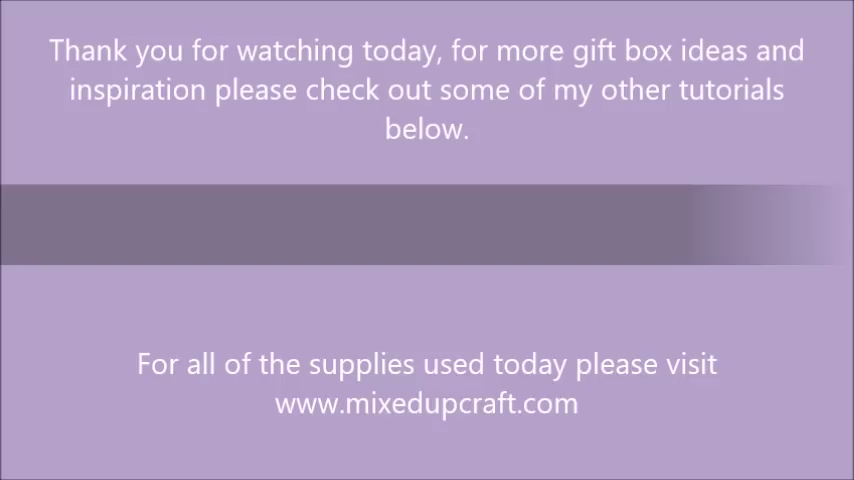 Thank you for watching today, for more gift box ideas and
inspiration please check out some of my other tutorials
below.
For all of the supplies used today please visit
www.mixedupcraft.com